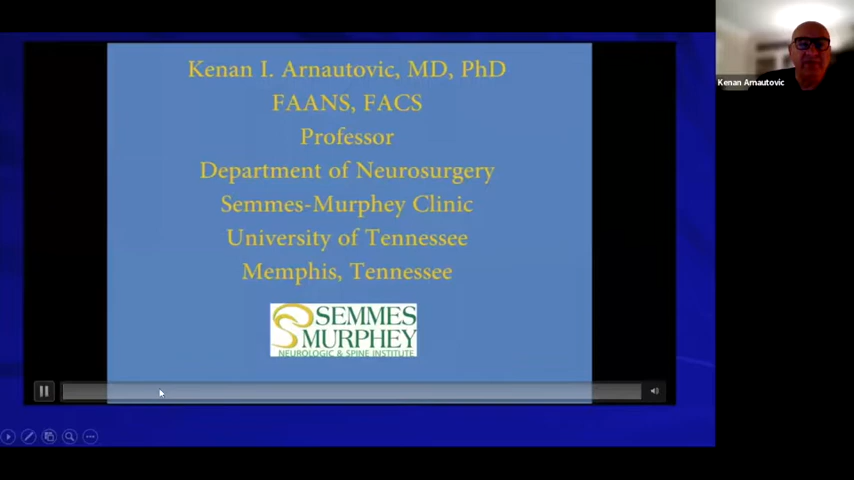 Kenan I. Arnautovic, MD, PhD
FAANS, FACS
Professor
Department of Neurosurgery
Semmes-Murphey Clinic
University of Tennessee
Memphis, Tennessee
SEMMES
MURPHEY
NEUROLOGIC & SPINE INSTITUTE
Kenan Arnautovic